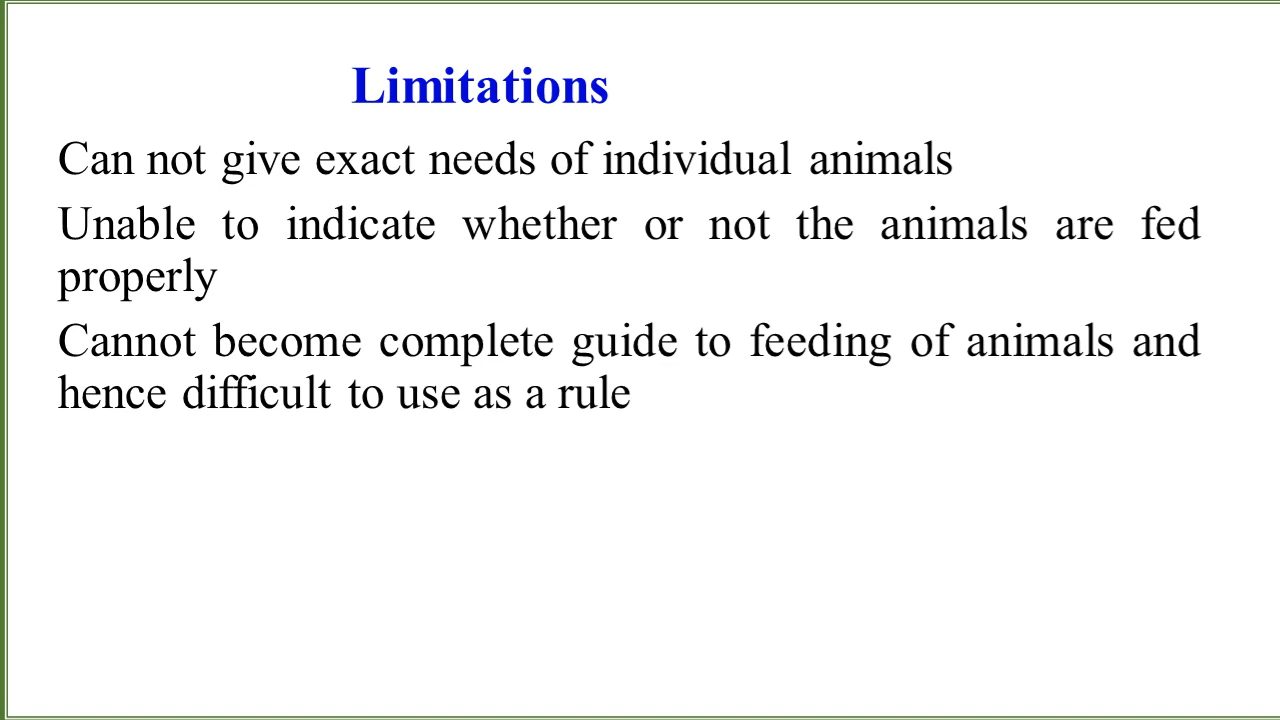 Limitations
Can not give exact needs of individual animals
Unable to indicate whether or not the animals are fed
properly
Cannot become complete guide to feeding of animals and
hence difficult to use as a rule